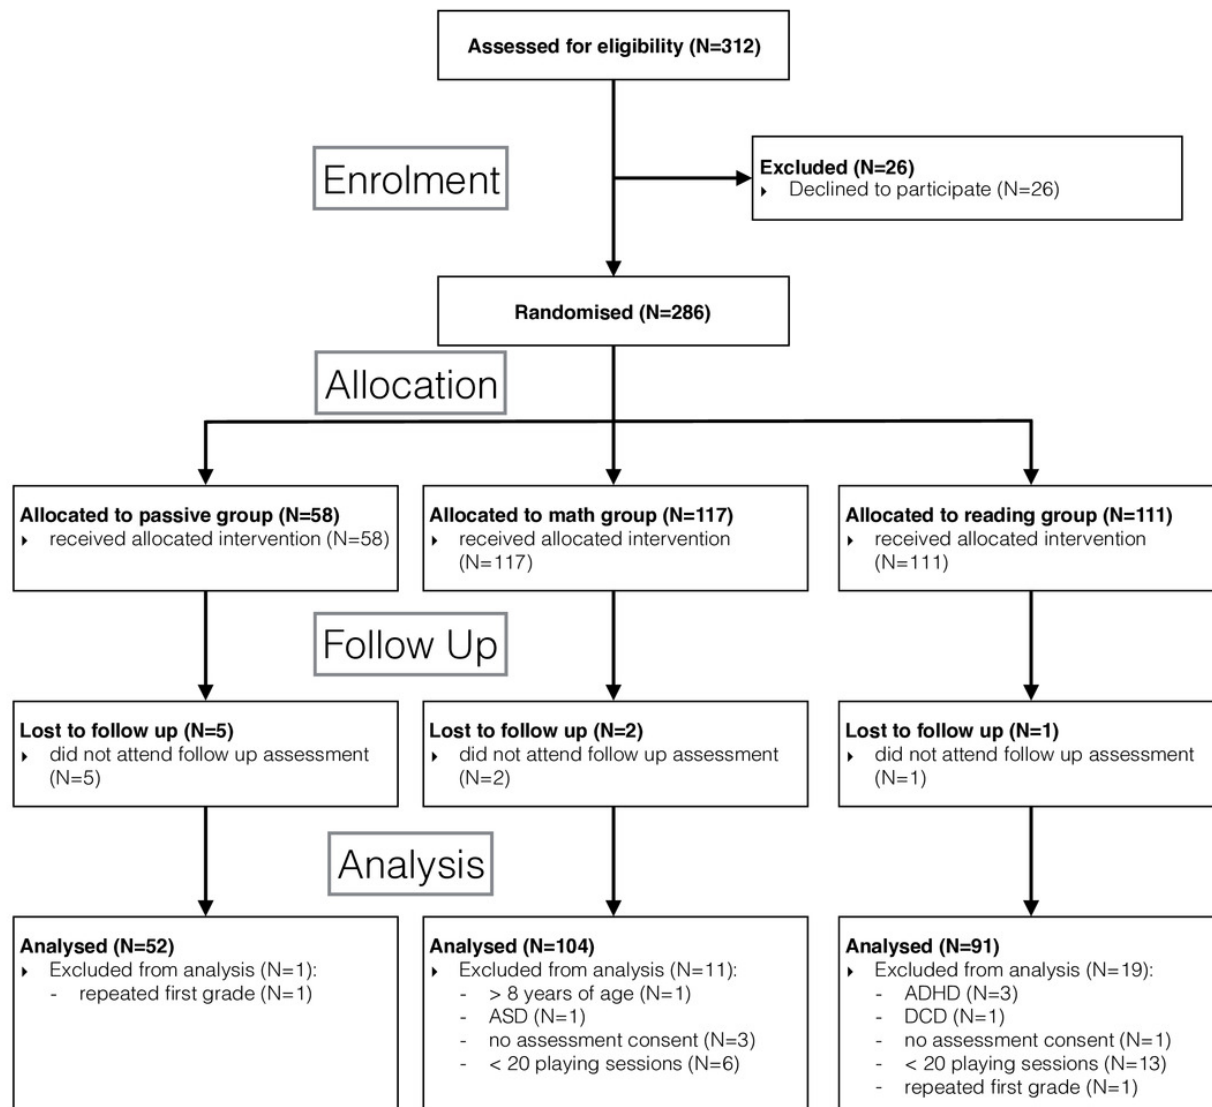 Assessed for eligibility (N=312)
Enrolment
Excluded (N=26)
‣ Declined to participate (N=26)
Randomised (N=286)
Allocation
Allocated to passive group (N=58)
‣ received allocated intervention (N=58)
Allocated to math group (N=117)
‣ received allocated intervention
(N=117)
Allocated to reading group (N=111)
‣ received allocated intervention
(N=111)
Follow Up
Lost to follow up (N=5)
‣ did not attend follow up assessment
(N=5)
Lost to follow up (N=2)
‣ did not attend follow up assessment
(N=2)
Lost to follow up (N=1)
‣ did not attend follow up assessment
(N=1)
Analysis
Analysed (N=52)
‣ Excluded from analysis (N=1):
- repeated first grade (N=1)
Analysed (N=104)
‣ Excluded from analysis (N=11):
- > 8 years of age (N=1)
- ASD (N=1)
- no assessment consent (N=3)
- < 20 playing sessions (N=6)
Analysed (N=91)
‣ Excluded from analysis (N=19):
- ADHD (N=3)
- DCD (N=1)
- no assessment consent (N=1)
- < 20 playing sessions (N=13)
- repeated first grade (N=1)